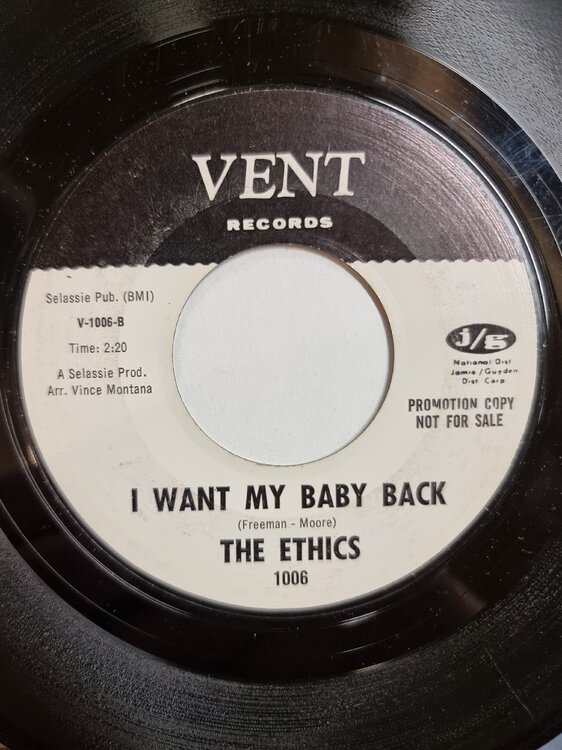 VENT
RECORDS
Selassie Pub. (BMI)
V-1006-B
Time: 2:20
A Selassie Prod.
Arr. Vince Montana
j/g
National Dist
Jamie/Guyden
Dist Corp
PROMOTION COPY
NOT FOR SALE
I WANT MY BABY BACK
(Freeman - Moore)
THE ETHICS
1006